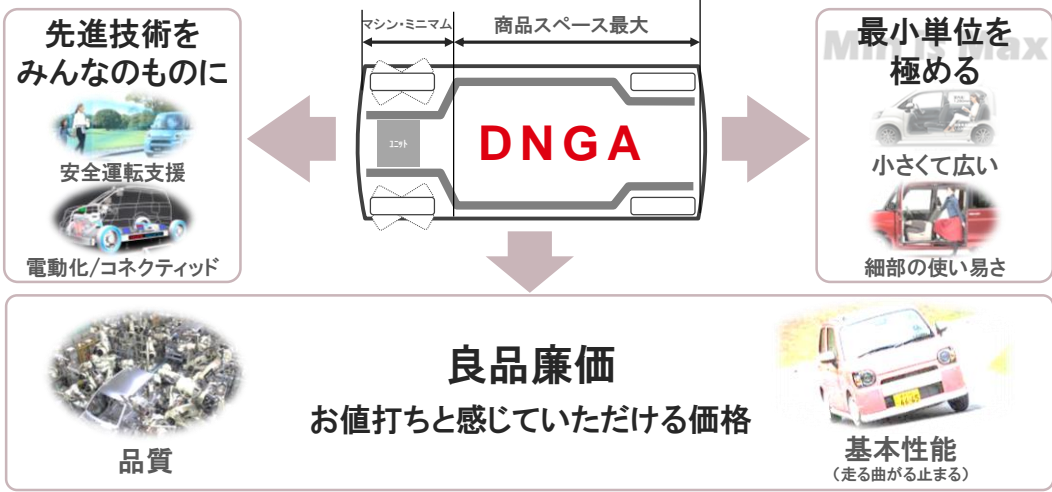 先進技術を
みんなのものに
安全運転支援
電動化/コネクティッド
マシン・ミニマム
商品スペース最大
ユニット
DNGA
Min is Max
最小単位を
極める
小さくて広い
細部の使い易さ
良品廉価
お値打ちと感じていただける価格
品質
基本性能
（走る曲がる止まる）